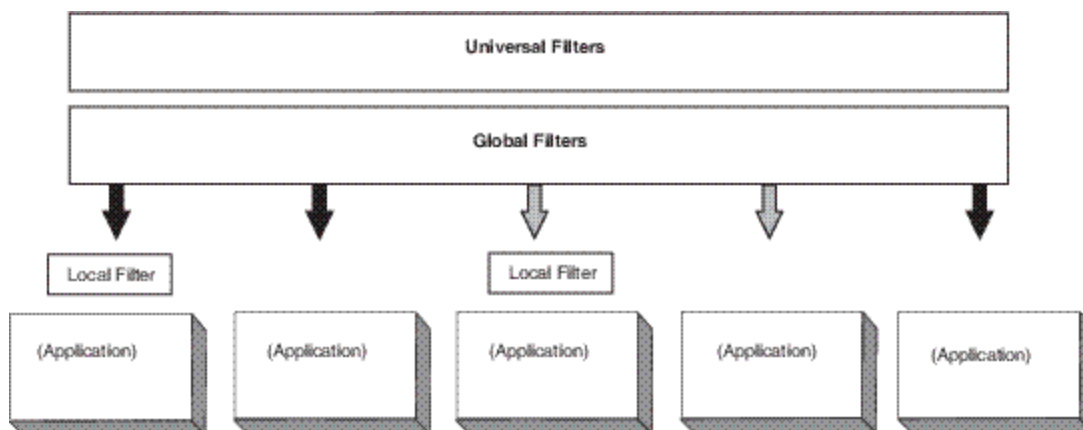 Universal Filters
Global Filters
Local Filter
Local Filter
(Application)
(Application)
(Application)
(Application)
(Application)